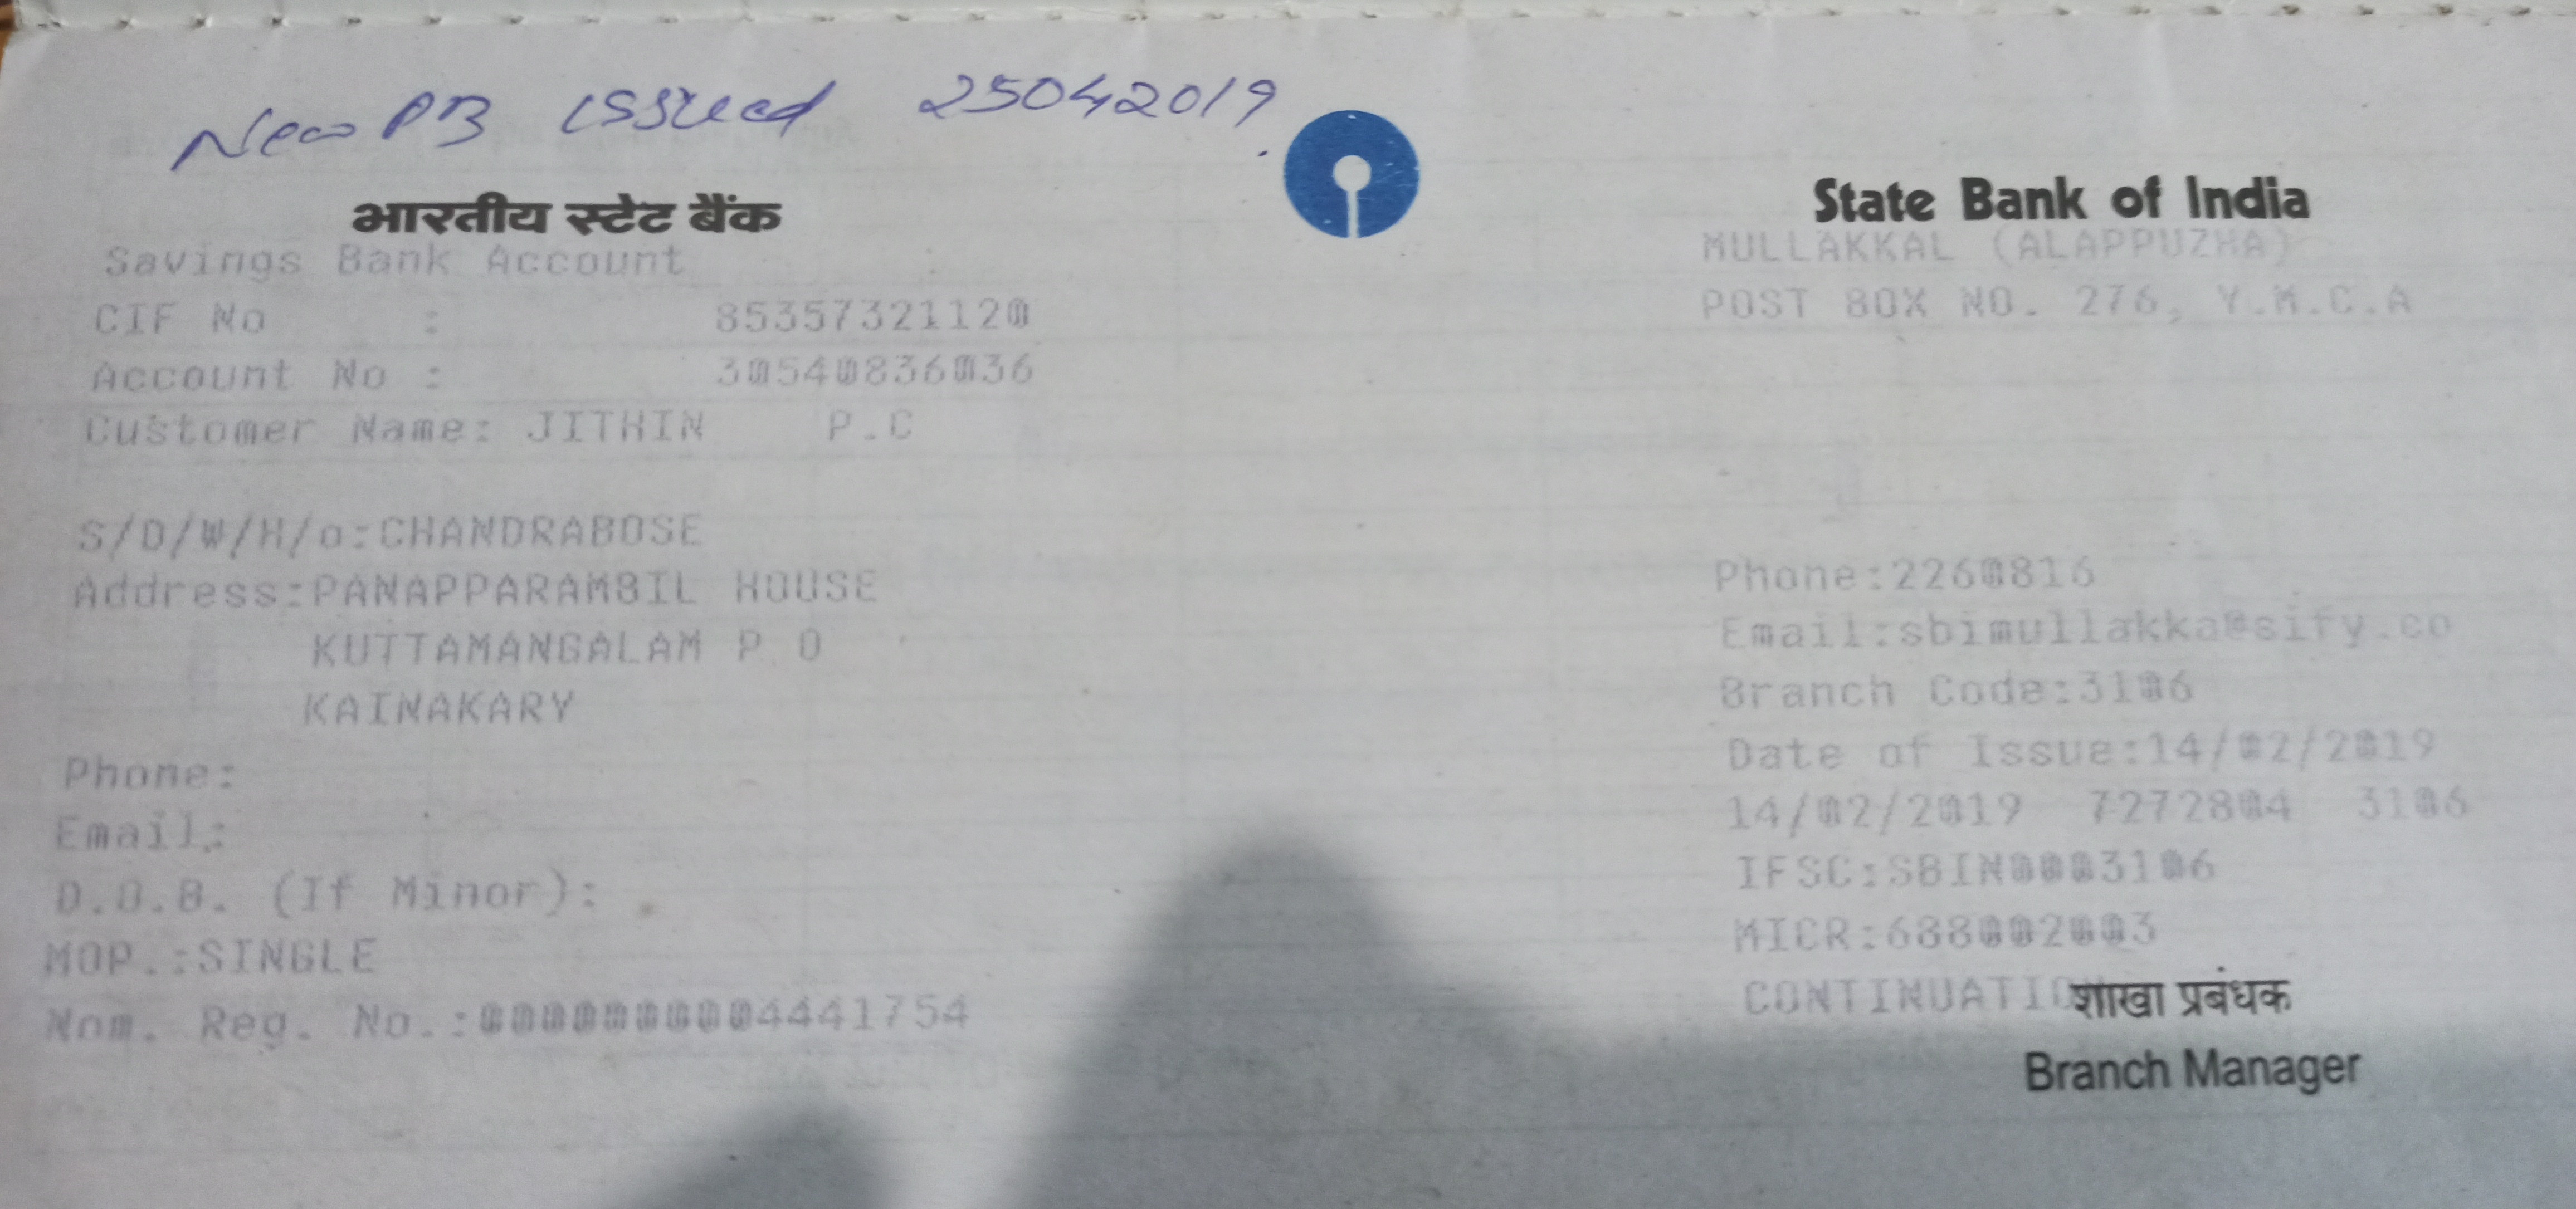 New PB issued 25042019.
भारतीय स्टेट बैंक
State Bank of India
Savings Bank Account
CIF No : 85357321120
Account No : 30540836036
Customer Name: JITHIN P.C
S/D/W/H/o:CHANDRABOSE
Address:PANAPPARAMBIL HOUSE
KUTTAMANGALAM P O
KAINAKARY
Phone:
Email:
D.O.B. (If Minor):
MOP.:SINGLE
Nom. Reg. No.:0000000004441754
MULLAKKAL (ALAPPUZHA)
POST BOX NO. 276, Y.M.C.A
Phone:2260816
Email:sbimullakka@sify.co
Branch Code:3106
Date of Issue:14/02/2019
14/02/2019 7272804 3106
IFSC:SBIN0003106
MICR:688002003
CONTINUATIO
शाखा प्रबंधक
Branch Manager